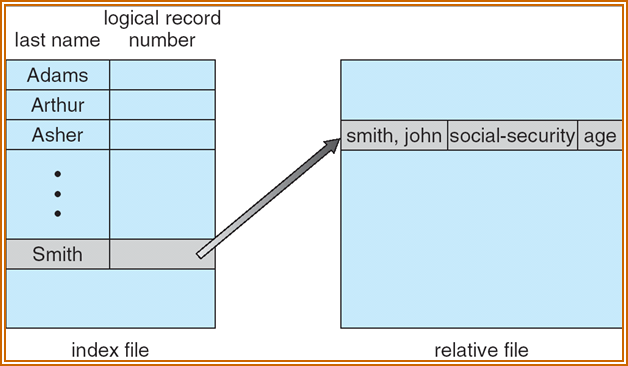 logical record
last name number
Adams
Arthur
Asher
smith, john social-security age
Smith
index file
relative file